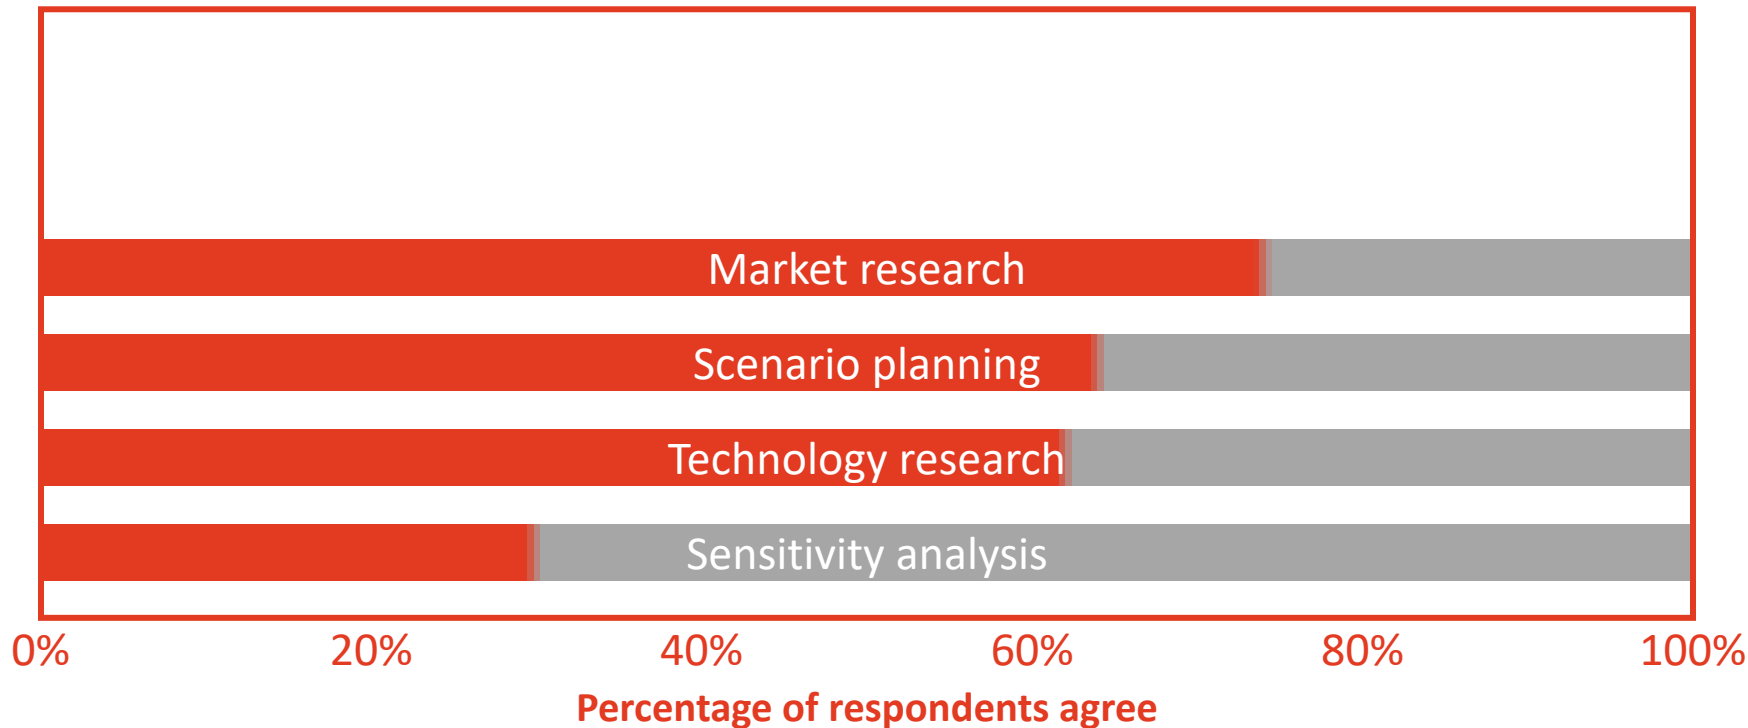 Market research
Scenario planning
Technology research
Sensitivity analysis
0% 20% 40% 60% 80% 100%
Percentage of respondents agree